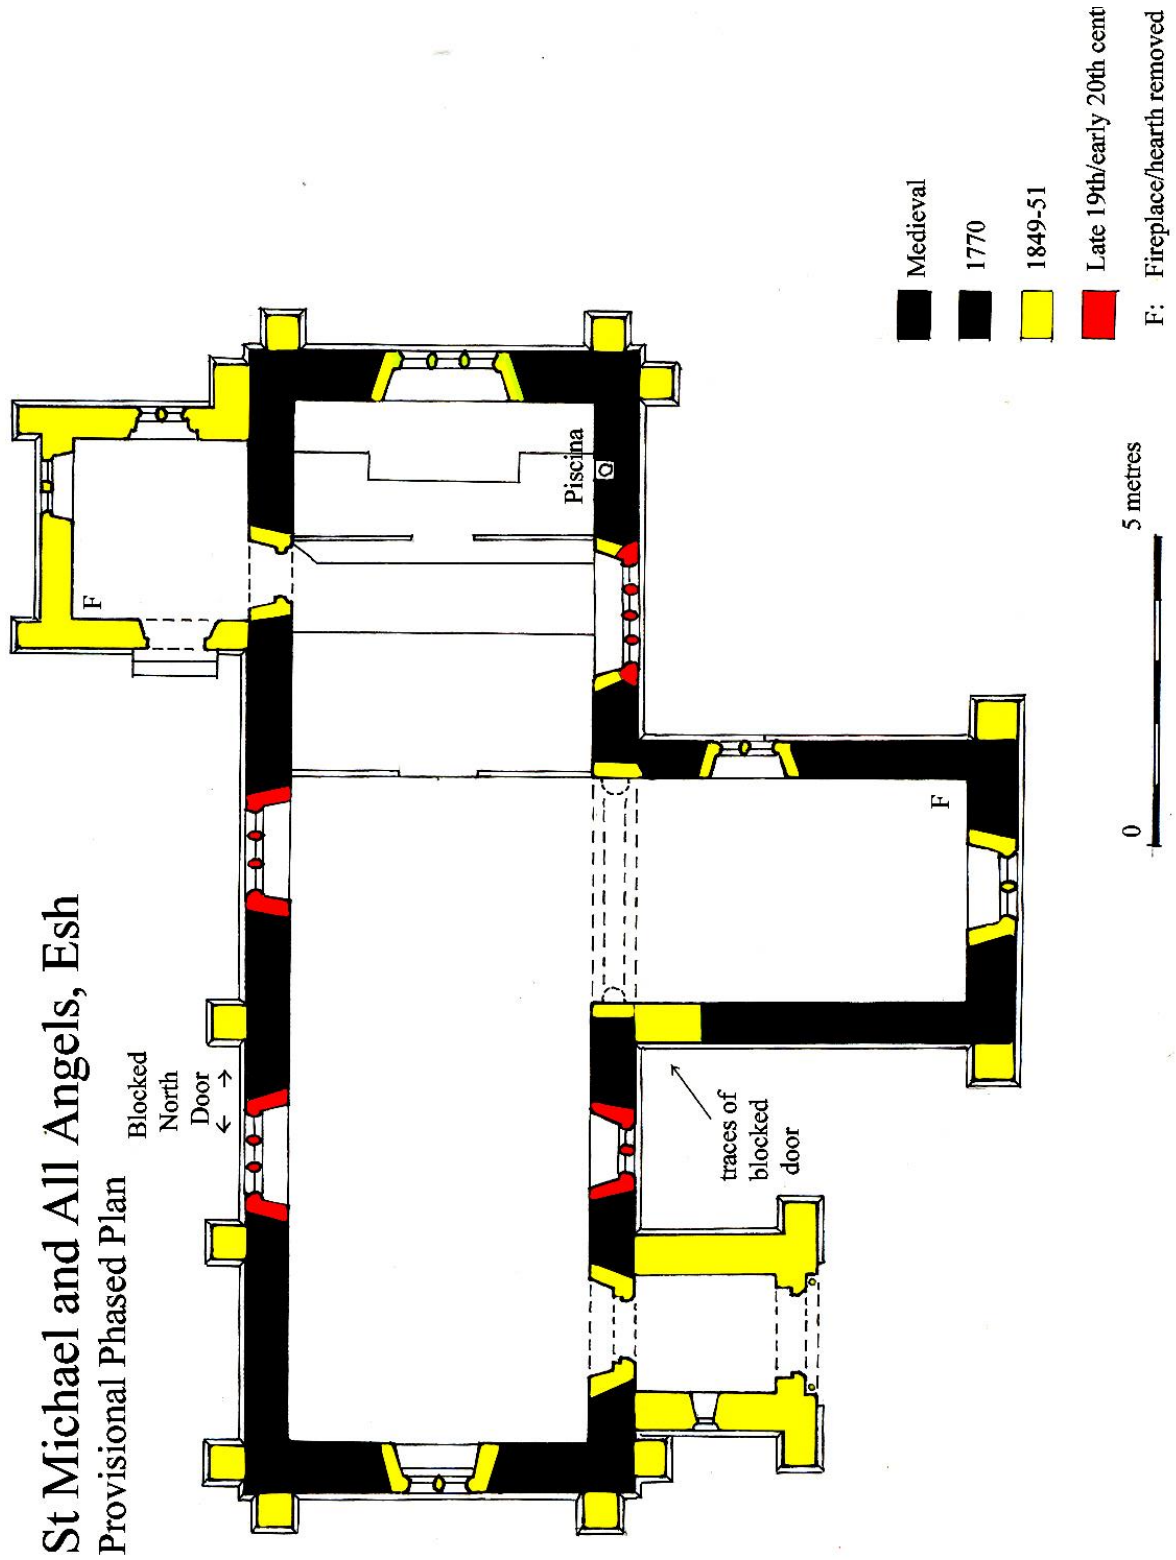 St Michael and All Angels, Esh
Provisional Phased Plan
Blocked
North
Door
F
Piscina
F
traces of
blocked
door
Medieval
1770
1849-51
Late 19th/early 20th cent
F: Fireplace/hearth removed
0
5 metres